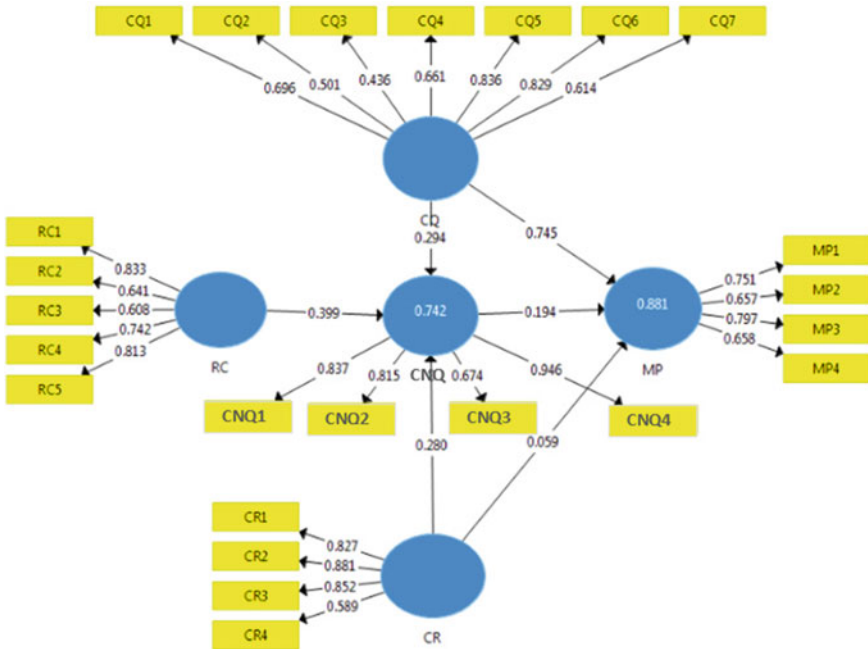 CQ1 CQ2 CQ3 CQ4 CQ5 CQ6 CQ7
0.696 0.501 0.436 0.661 0.836 0.829 0.614
CQ
0.294
0.745
RC1
RC2
RC3
RC4
RC5
0.833
0.641
0.608
0.742
0.813
RC
0.399
0.742
CNQ
0.194
0.881
MP
0.751
0.657
0.797
0.658
MP1
MP2
MP3
MP4
0.837 0.815 0.674 0.946
CNQ1 CNQ2 CNQ3 CNQ4
0.280
0.059
CR1
CR2
CR3
CR4
0.827
0.881
0.852
0.589
CR